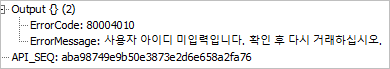 Output {} (2)
ErrorCode: 80004010
ErrorMessage: 사용자 아이디 미입력입니다. 확인 후 다시 거래하십시오.
API_SEQ: aba98749e9b50e3873e2d6e658a2fa76